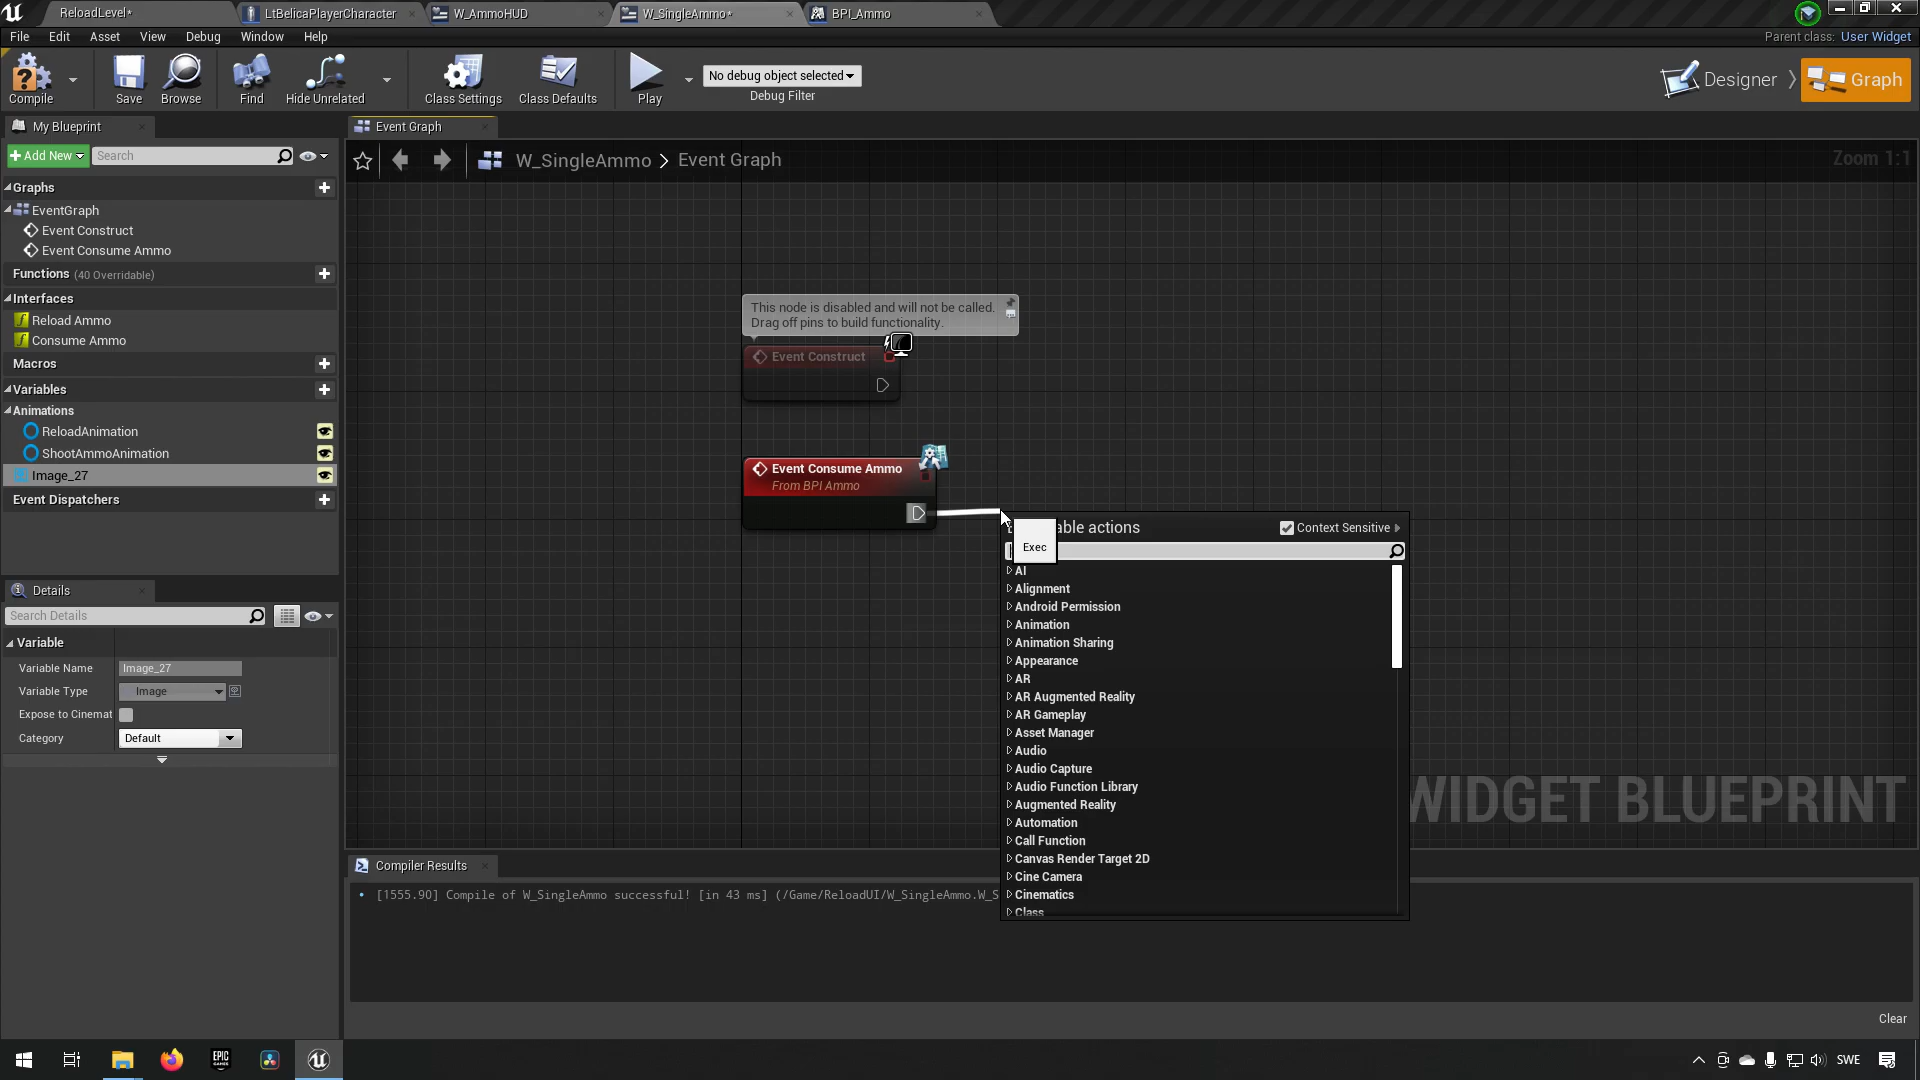 ReloadLevel*
LtBelicaPlayerCharacter
W_AmmoHUD
W_SingleAmmo*
BPI_Ammo
File
Edit
Asset
View
Debug
Window
Help
Parent class: User Widget
Compile
Save
Browse
Find
Hide Unrelated
Class Settings
Class Defaults
Play
No debug object selected
Debug Filter
Designer
Graph
My Blueprint
Event Graph
Add New
Search
W_SingleAmmo > Event Graph
Zoom 1:1
Graphs
EventGraph
Event Construct
Event Consume Ammo
Functions (40 Overridable)
Interfaces
Reload Ammo
Consume Ammo
Macros
Variables
Animations
ReloadAnimation
ShootAmmoAnimation
Image_27
Event Dispatchers
This node is disabled and will not be called.
Drag off pins to build functionality.
Event Construct
Event Consume Ammo
From BPI Ammo
able actions
Context Sensitive
Exec
AI
Alignment
Android Permission
Animation
Animation Sharing
Appearance
AR
AR Augmented Reality
AR Gameplay
Asset Manager
Audio
Audio Capture
Audio Function Library
Augmented Reality
Automation
Call Function
Canvas Render Target 2D
Cine Camera
Cinematics
Class
WIDGET BLUEPRINT
Details
Search Details
Variable
Variable Name
Image_27
Variable Type
Image
Expose to Cinemat
Category
Default
Compiler Results
[1555.90] Compile of W_SingleAmmo successful! [in 43 ms] (/Game/ReloadUI/W_SingleAmmo.W_S
Clear
EPIC
GAMES
SWE